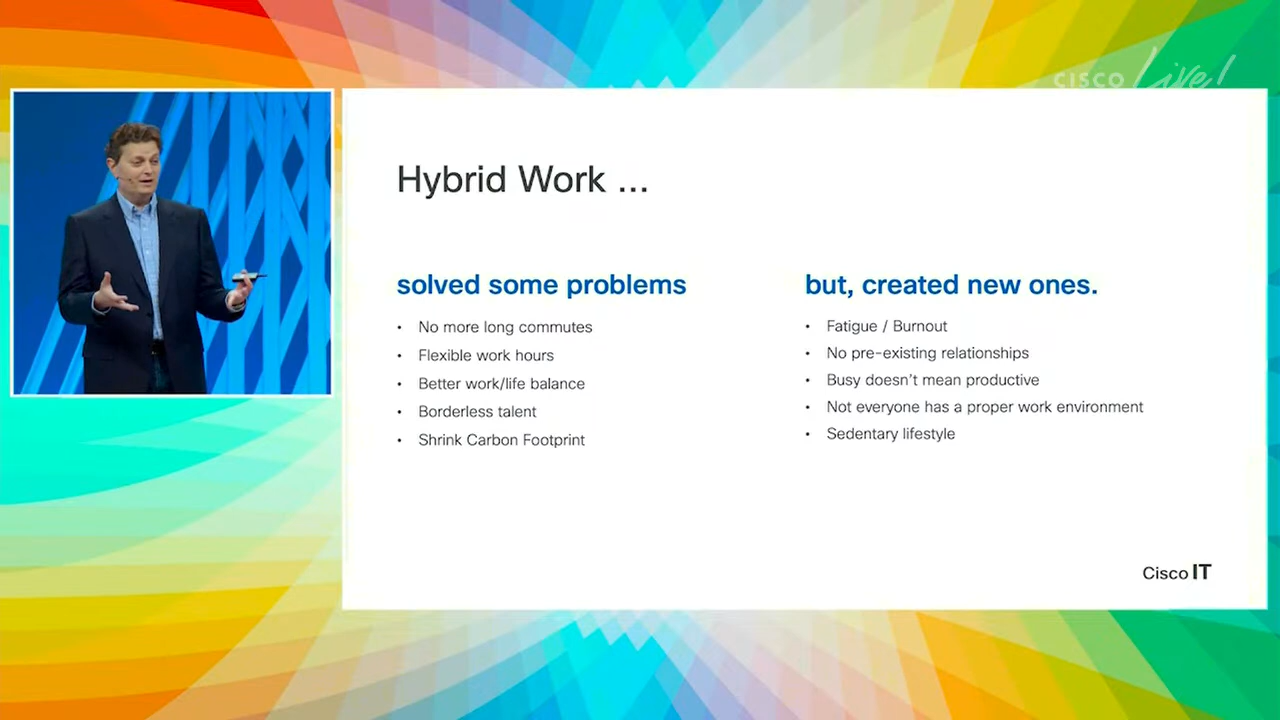 CISCO Live!
Hybrid Work ...
solved some problems
• No more long commutes
• Flexible work hours
• Better work/life balance
• Borderless talent
• Shrink Carbon Footprint
but, created new ones.
• Fatigue / Burnout
• No pre-existing relationships
• Busy doesn't mean productive
• Not everyone has a proper work environment
• Sedentary lifestyle
Cisco IT